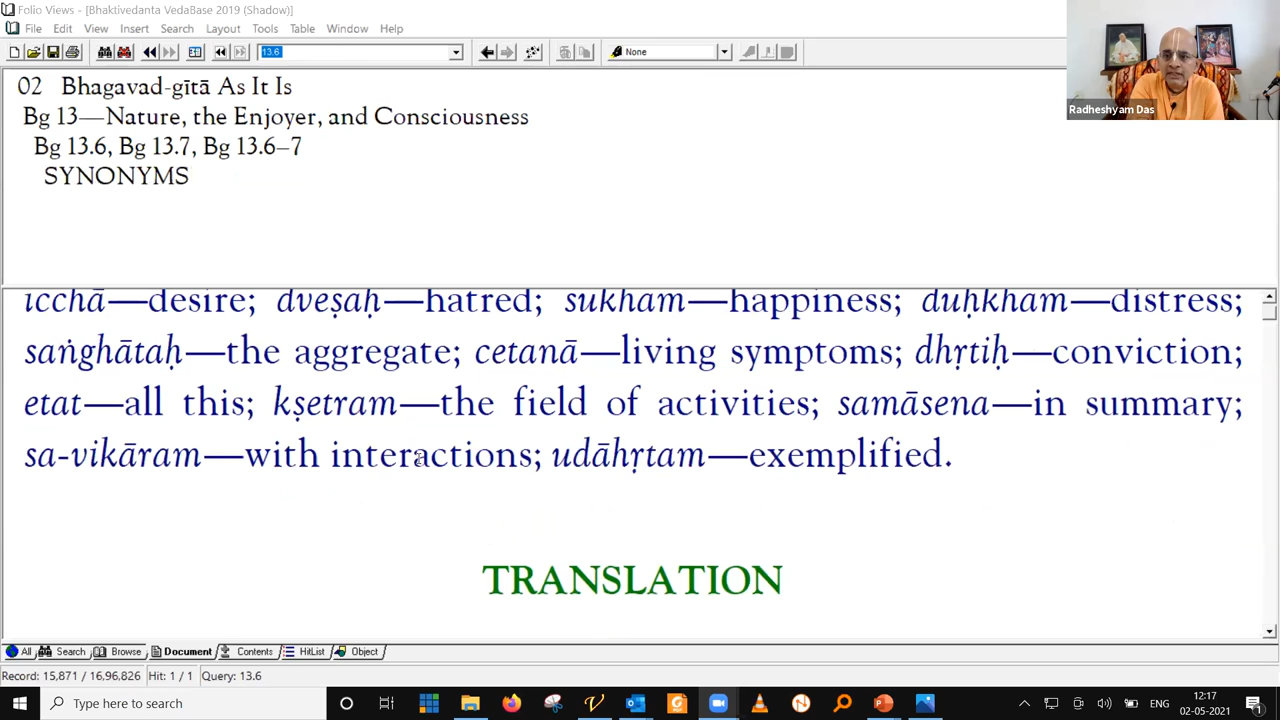 Folio Views - [Bhaktivedanta VedaBase 2019 (Shadow)]
File Edit View Insert Search Layout Tools Table Window Help
13.6 None
Radheshyam Das
02 Bhagavad-gītā As It Is
Bg 13—Nature, the Enjoyer, and Consciousness
Bg 13.6, Bg 13.7, Bg 13.6–7
SYNONYMS
icchā—desire; dveṣaḥ—hatred; sukham—happiness; duḥkham—distress;
saṅghātaḥ—the aggregate; cetanā—living symptoms; dhṛtiḥ—conviction;
etat—all this; kṣetram—the field of activities; samāsena—in summary;
sa-vikāram—with interactions; udāhṛtam—exemplified.
TRANSLATION
All Search Browse Document Contents HitList Object
Record: 15,871 / 16,96,826 Hit: 1 / 1 Query: 13.6
Type here to search
ENG
12:17
02-05-2021
1